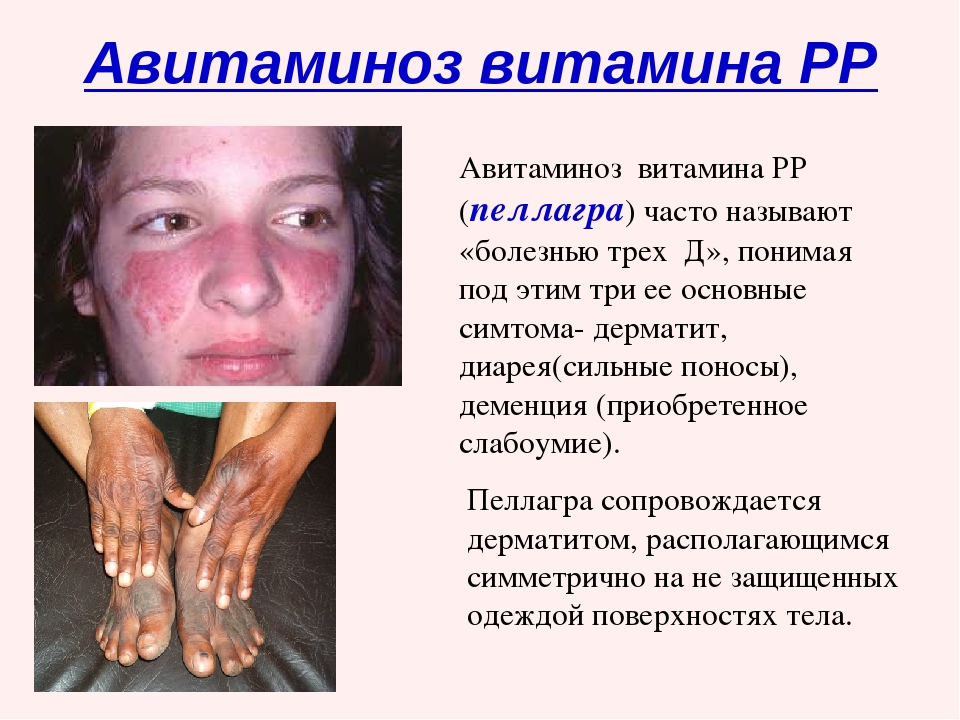 Авитаминоз витамина РР
Авитаминоз витамина РР
(пеллагра) часто называют
«болезнью трех Д», понимая
под этим три ее основные
симтома- дерматит,
диарея(сильные поносы),
деменция (приобретенное
слабоумие).
Пеллагра сопровождается
дерматитом, располагающимся
симметрично на не защищенных
одеждой поверхностях тела.